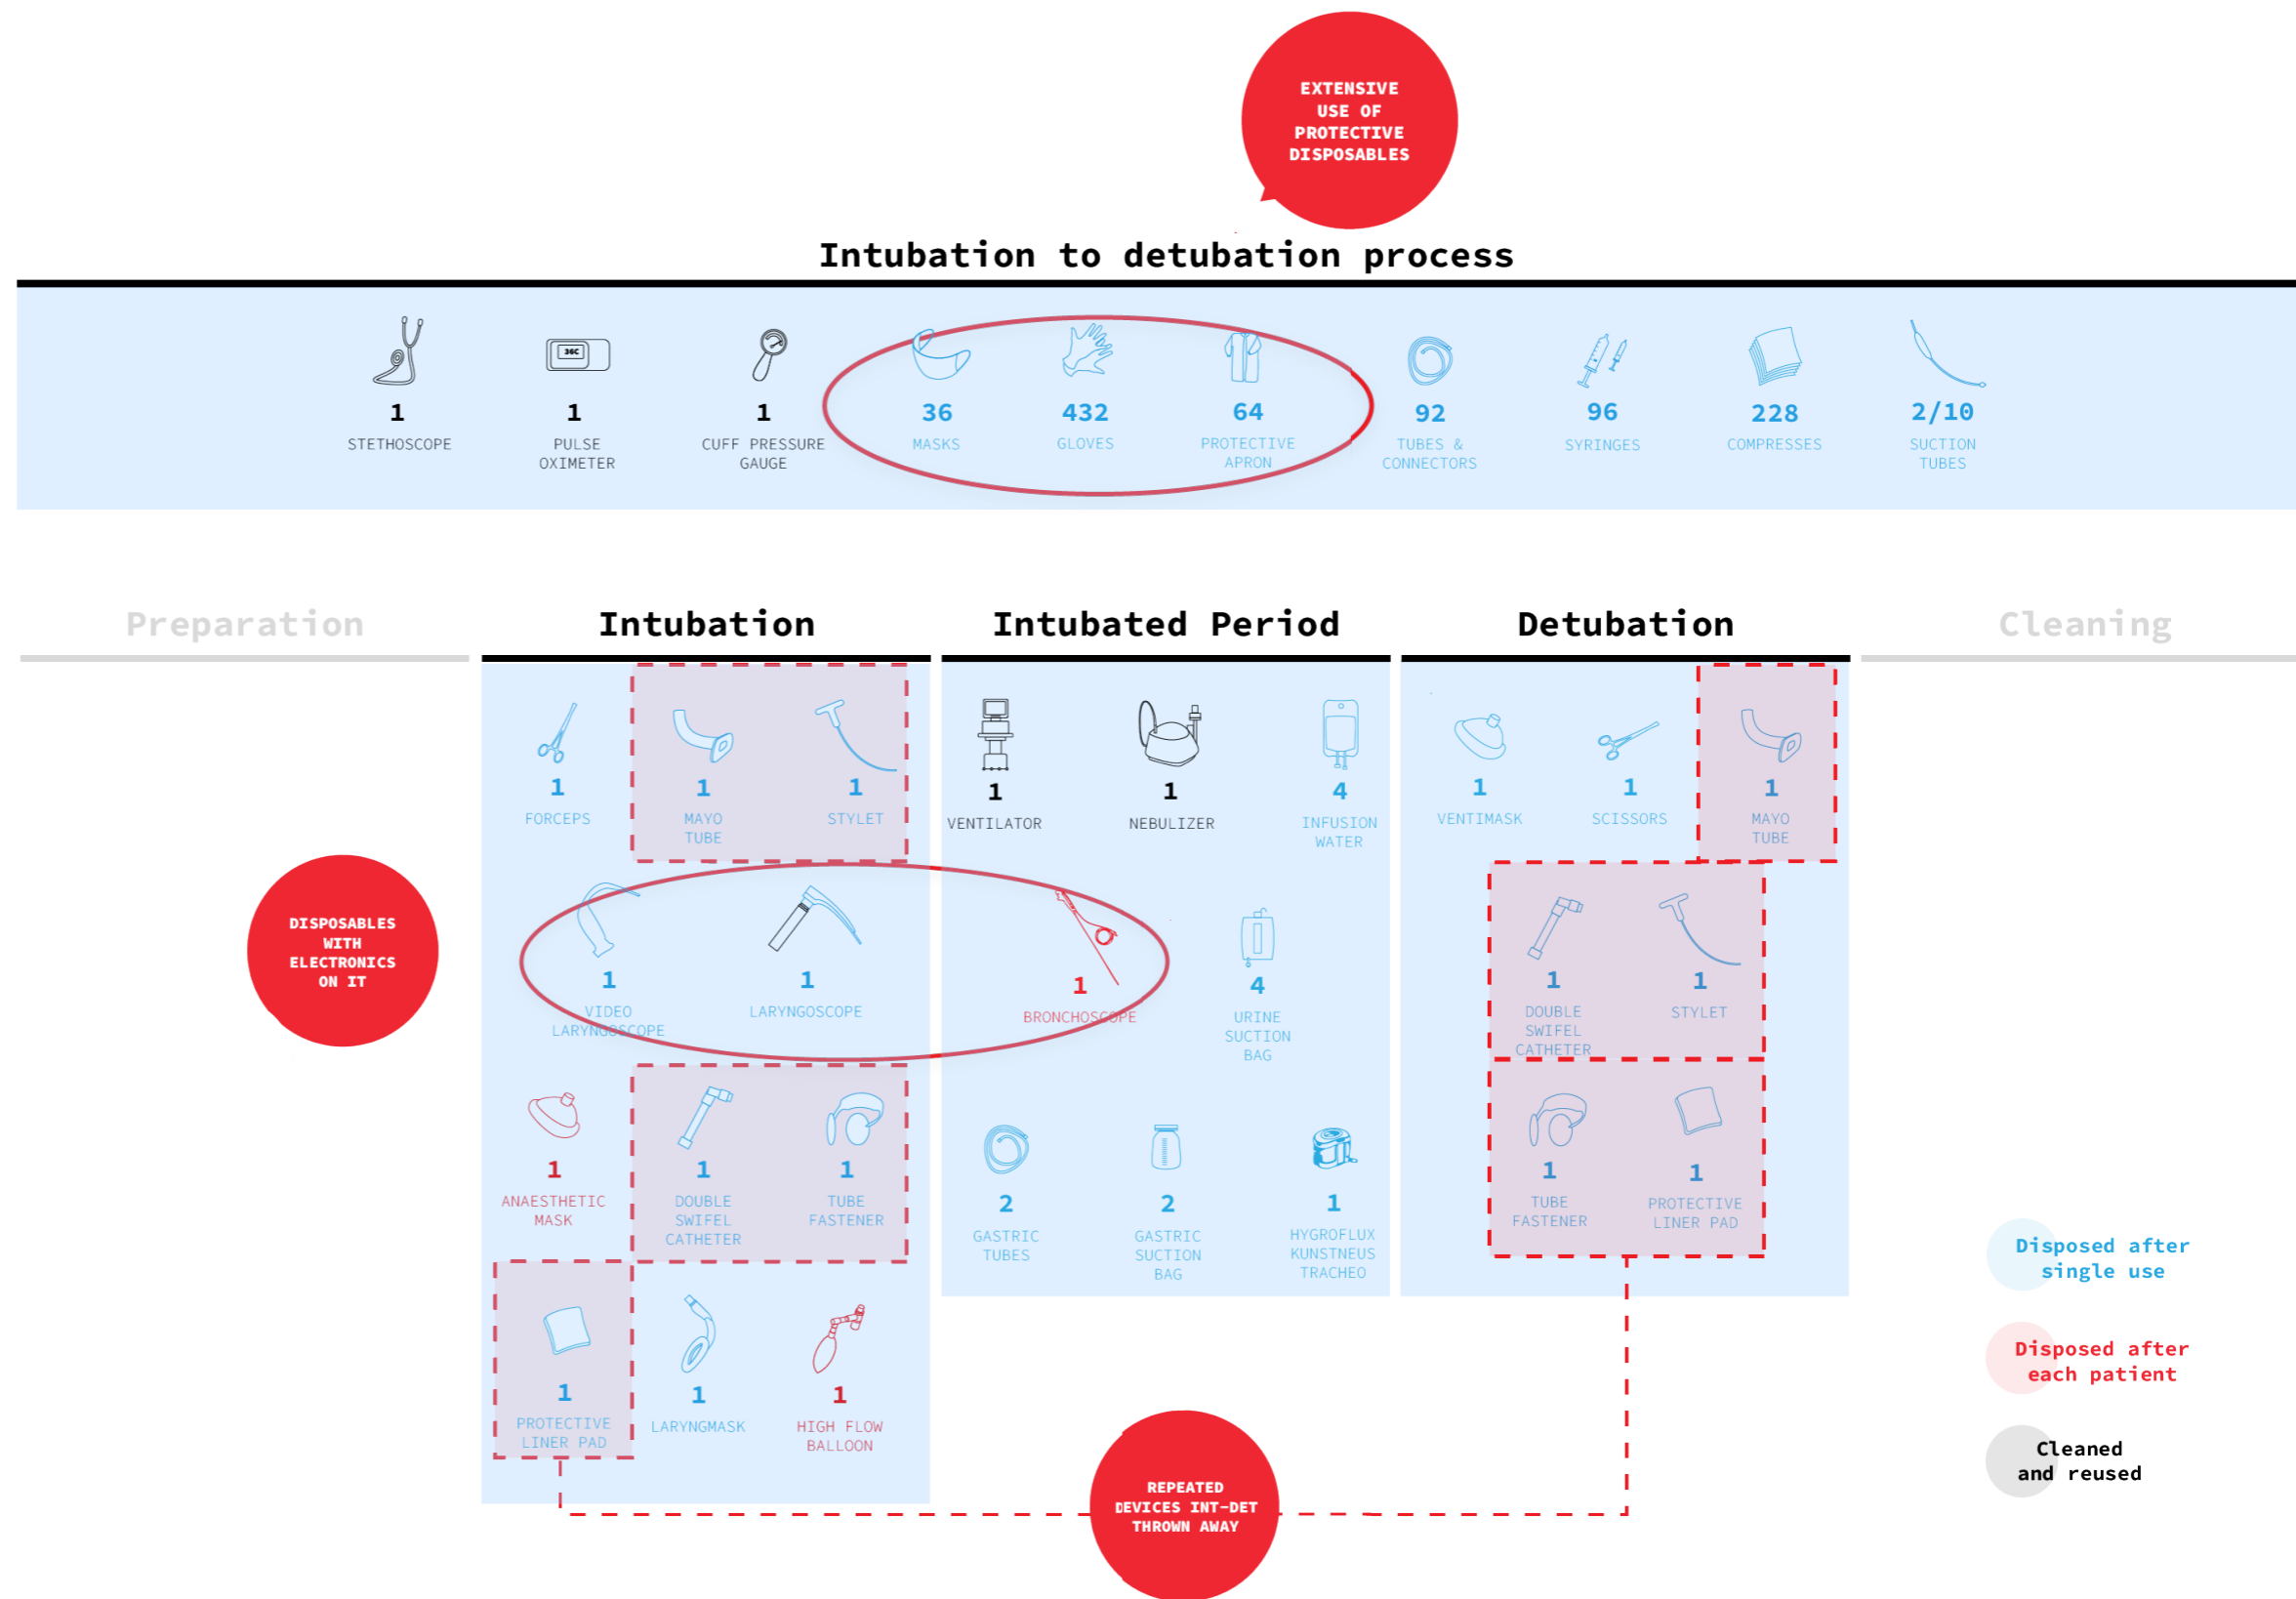 EXTENSIVE
USE OF
PROTECTIVE
DISPOSABLES
Intubation to detubation process
36C
1
STETHOSCOPE
1
PULSE
OXIMETER
1
CUFF PRESSURE
GAUGE
36
MASKS
432
GLOVES
64
PROTECTIVE
APRON
92
TUBES &
CONNECTORS
96
SYRINGES
228
COMPRESSES
2/10
SUCTION
TUBES
Preparation
Intubation
Intubated Period
Detubation
Cleaning
DISPOSABLES
WITH
ELECTRONICS
ON IT
1
FORCEPS
1
MAYO
TUBE
1
STYLET
1
VIDEO
LARYNGOSCOPE
1
LARYNGOSCOPE
1
ANAESTHETIC
MASK
1
DOUBLE
SWIFEL
CATHETER
1
TUBE
FASTENER
1
PROTECTIVE
LINER PAD
1
LARYNGMASK
1
HIGH FLOW
BALLOON
1
VENTILATOR
1
NEBULIZER
4
INFUSION
WATER
1
BRONCHOSCOPE
4
URINE
SUCTION
BAG
2
GASTRIC
TUBES
2
GASTRIC
SUCTION
BAG
1
HYGROFLUX
KUNSTNEUS
TRACHEO
1
VENTIMASK
1
SCISSORS
1
MAYO
TUBE
1
DOUBLE
SWIFEL
CATHETER
1
STYLET
1
TUBE
FASTENER
1
PROTECTIVE
LINER PAD
REPEATED
DEVICES INT-DET
THROWN AWAY
Disposed after
single use
Disposed after
each patient
Cleaned
and reused